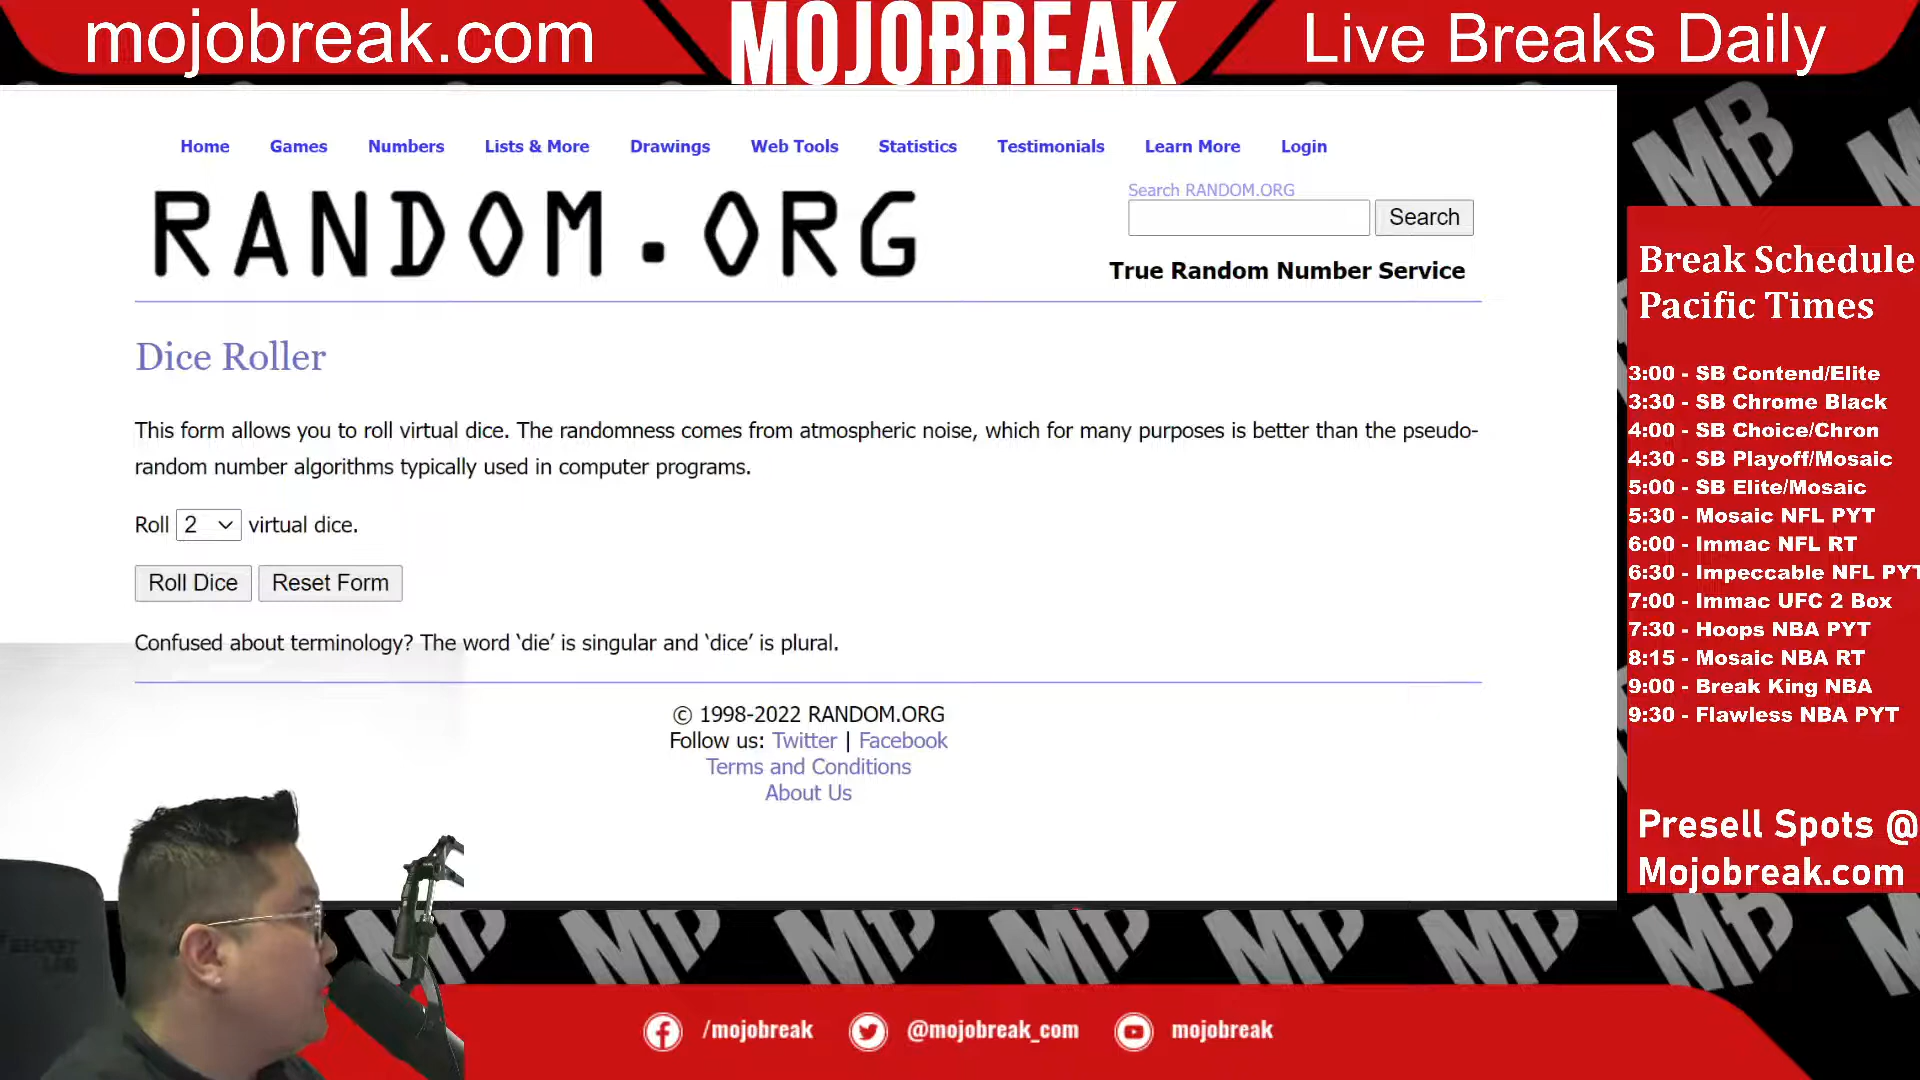 mojobreak.com
MOJOBREAK
Live Breaks Daily
Home Games Numbers Lists & More Drawings Web Tools Statistics Testimonials Learn More Login
RANDOM.ORG
Search RANDOM.ORG
Search
True Random Number Service
Dice Roller
This form allows you to roll virtual dice. The randomness comes from atmospheric noise, which for many purposes is better than the pseudo-
random number algorithms typically used in computer programs.
Roll 2 virtual dice.
Roll Dice Reset Form
Confused about terminology? The word ‘die’ is singular and ‘dice’ is plural.
© 1998-2022 RANDOM.ORG
Follow us: Twitter | Facebook
Terms and Conditions
About Us
Break Schedule
Pacific Times
3:00 - SB Contend/Elite
3:30 - SB Chrome Black
4:00 - SB Choice/Chron
4:30 - SB Playoff/Mosaic
5:00 - SB Elite/Mosaic
5:30 - Mosaic NFL PYT
6:00 - Immac NFL RT
6:30 - Impeccable NFL PYT
7:00 - Immac UFC 2 Box
7:30 - Hoops NBA PYT
8:15 - Mosaic NBA RT
9:00 - Break King NBA
9:30 - Flawless NBA PYT
Presell Spots @
Mojobreak.com
/mojobreak @mojobreak_com mojobreak